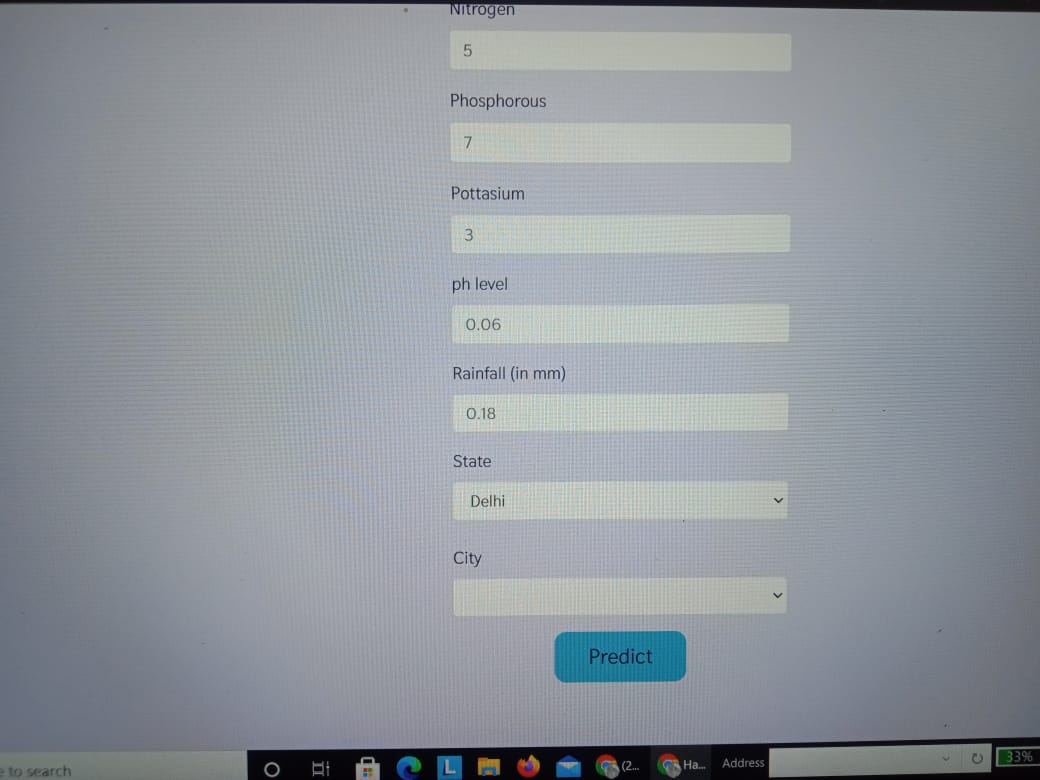 Nitrogen
5
Phosphorous
7
Pottasium
3
ph level
0.06
Rainfall (in mm)
0.18
State
Delhi
City
Predict
e to search
L
(2...
Ha...
Address
33%